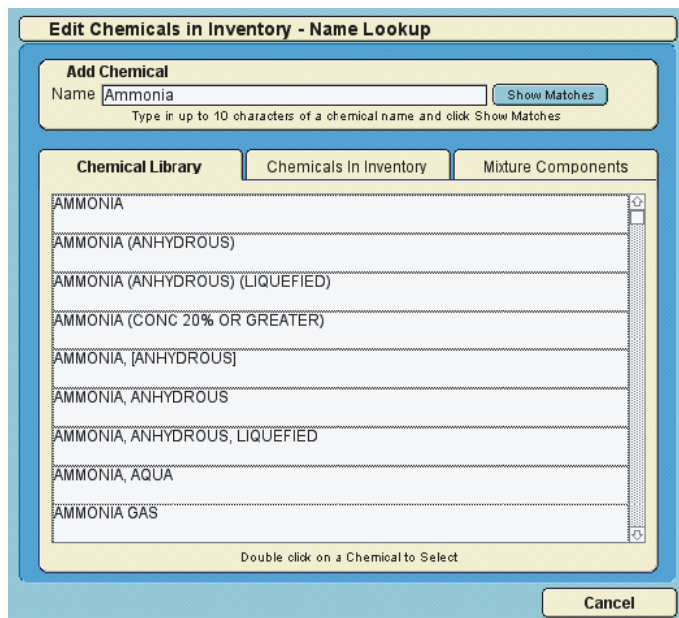 Edit Chemicals in Inventory - Name Lookup
Add Chemical
Name Ammonia Show Matches
Type in up to 10 characters of a chemical name and click Show Matches
Chemical Library Chemicals In Inventory Mixture Components
AMMONIA
AMMONIA (ANHYDROUS)
AMMONIA (ANHYDROUS) (LIQUEFIED)
AMMONIA (CONC 20% OR GREATER)
AMMONIA, [ANHYDROUS]
AMMONIA, ANHYDROUS
AMMONIA, ANHYDROUS, LIQUEFIED
AMMONIA, AQUA
AMMONIA GAS
Double click on a Chemical to Select
Cancel